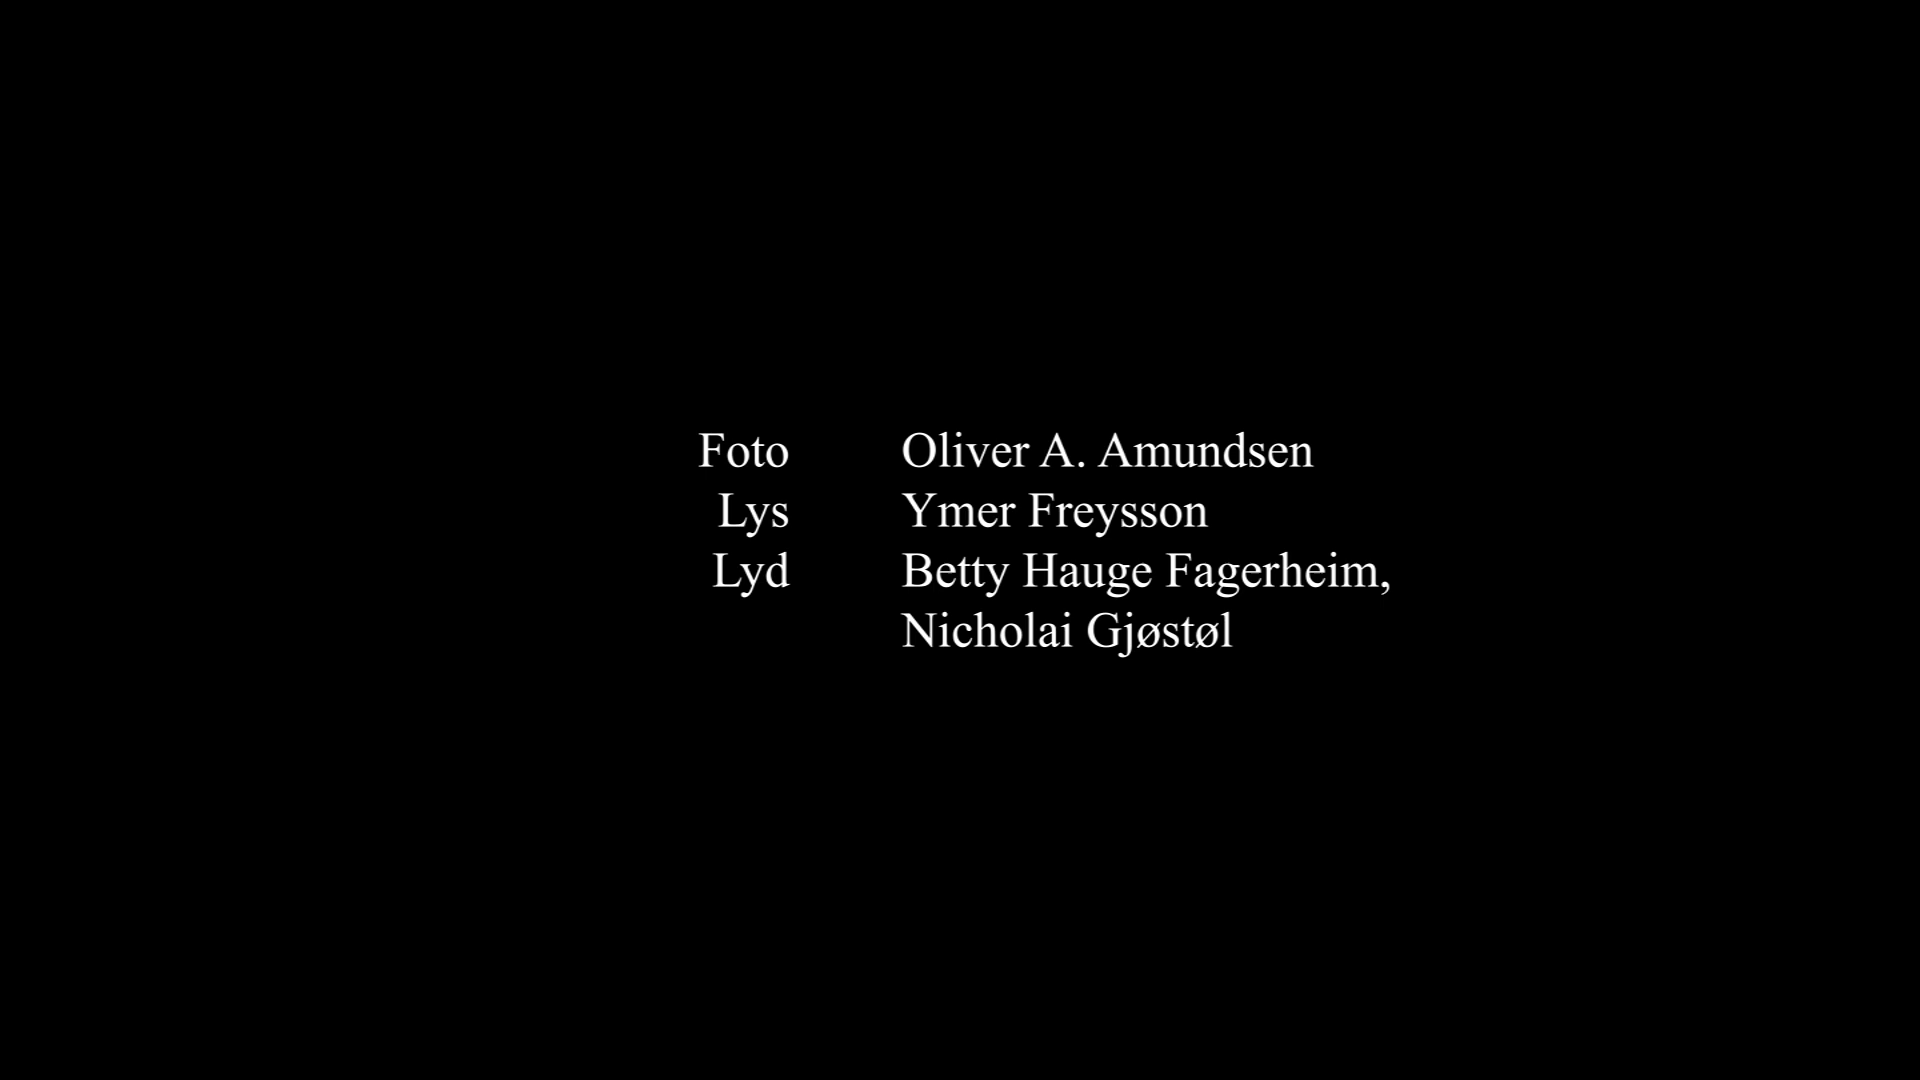 Foto Oliver A. Amundsen
Lys Ymer Freysson
Lyd Betty Hauge Fagerheim,
Nicholai Gjøstøl